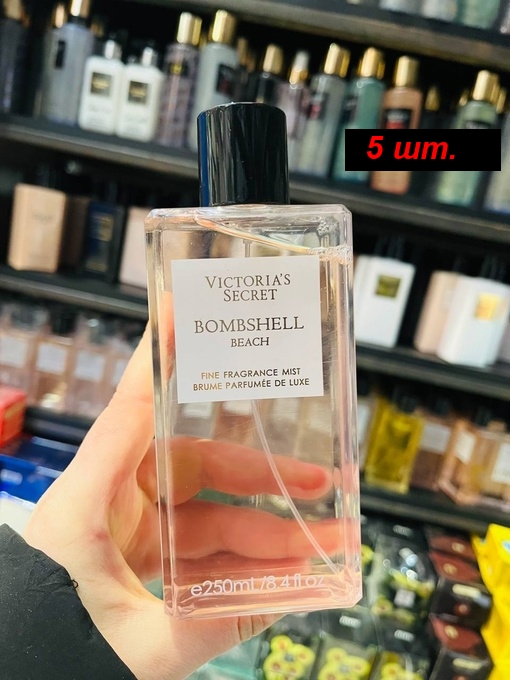 5 шт.
VICTORIA'S
SECRET
BOMBSHELL
BEACH
FINE FRAGRANCE MIST
BRUME PARFUMÉE DE LUXE
e250mL/8.4 fl oz